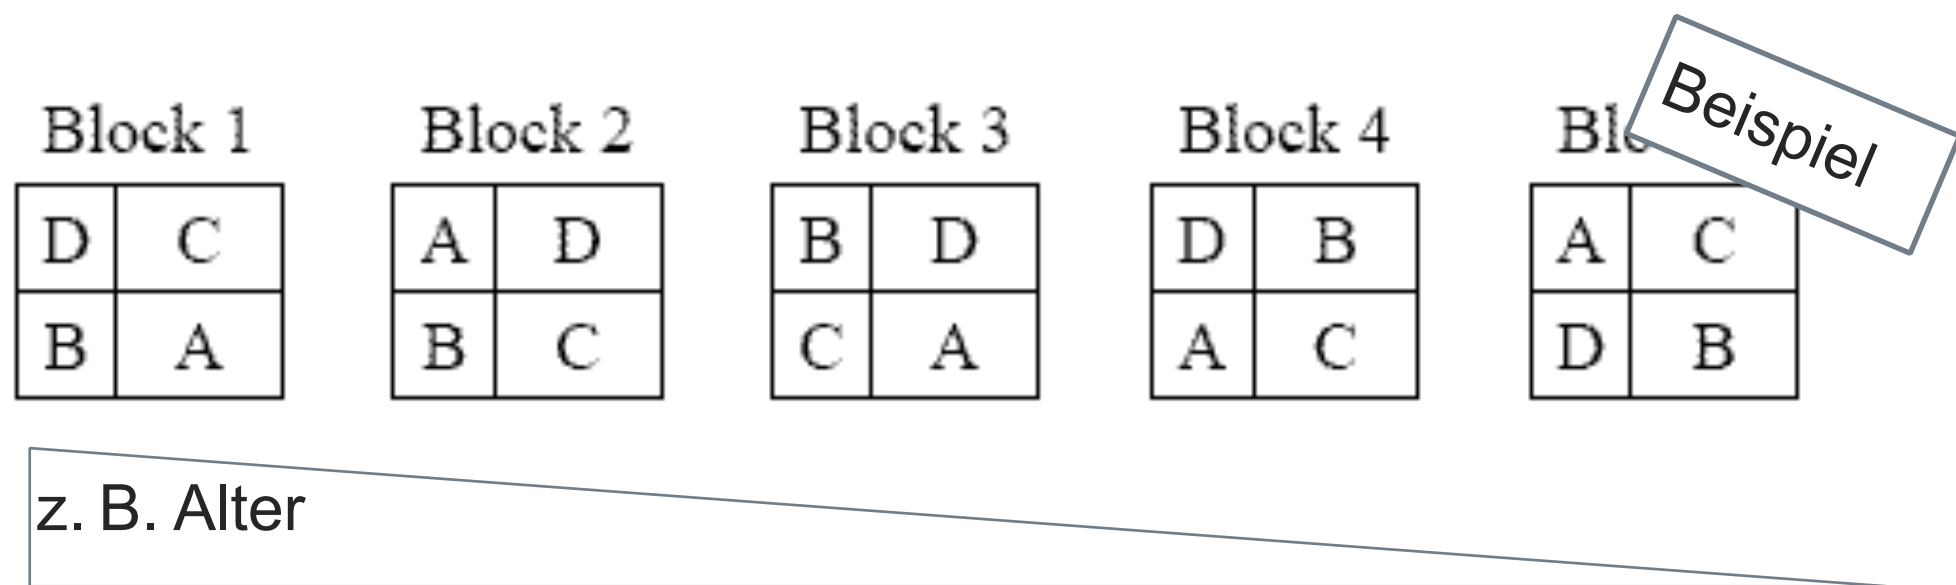 Beispiel
Block 1 Block 2 Block 3 Block 4
D C A D B D D B A C
B A B C C A A C D B
z. B. Alter